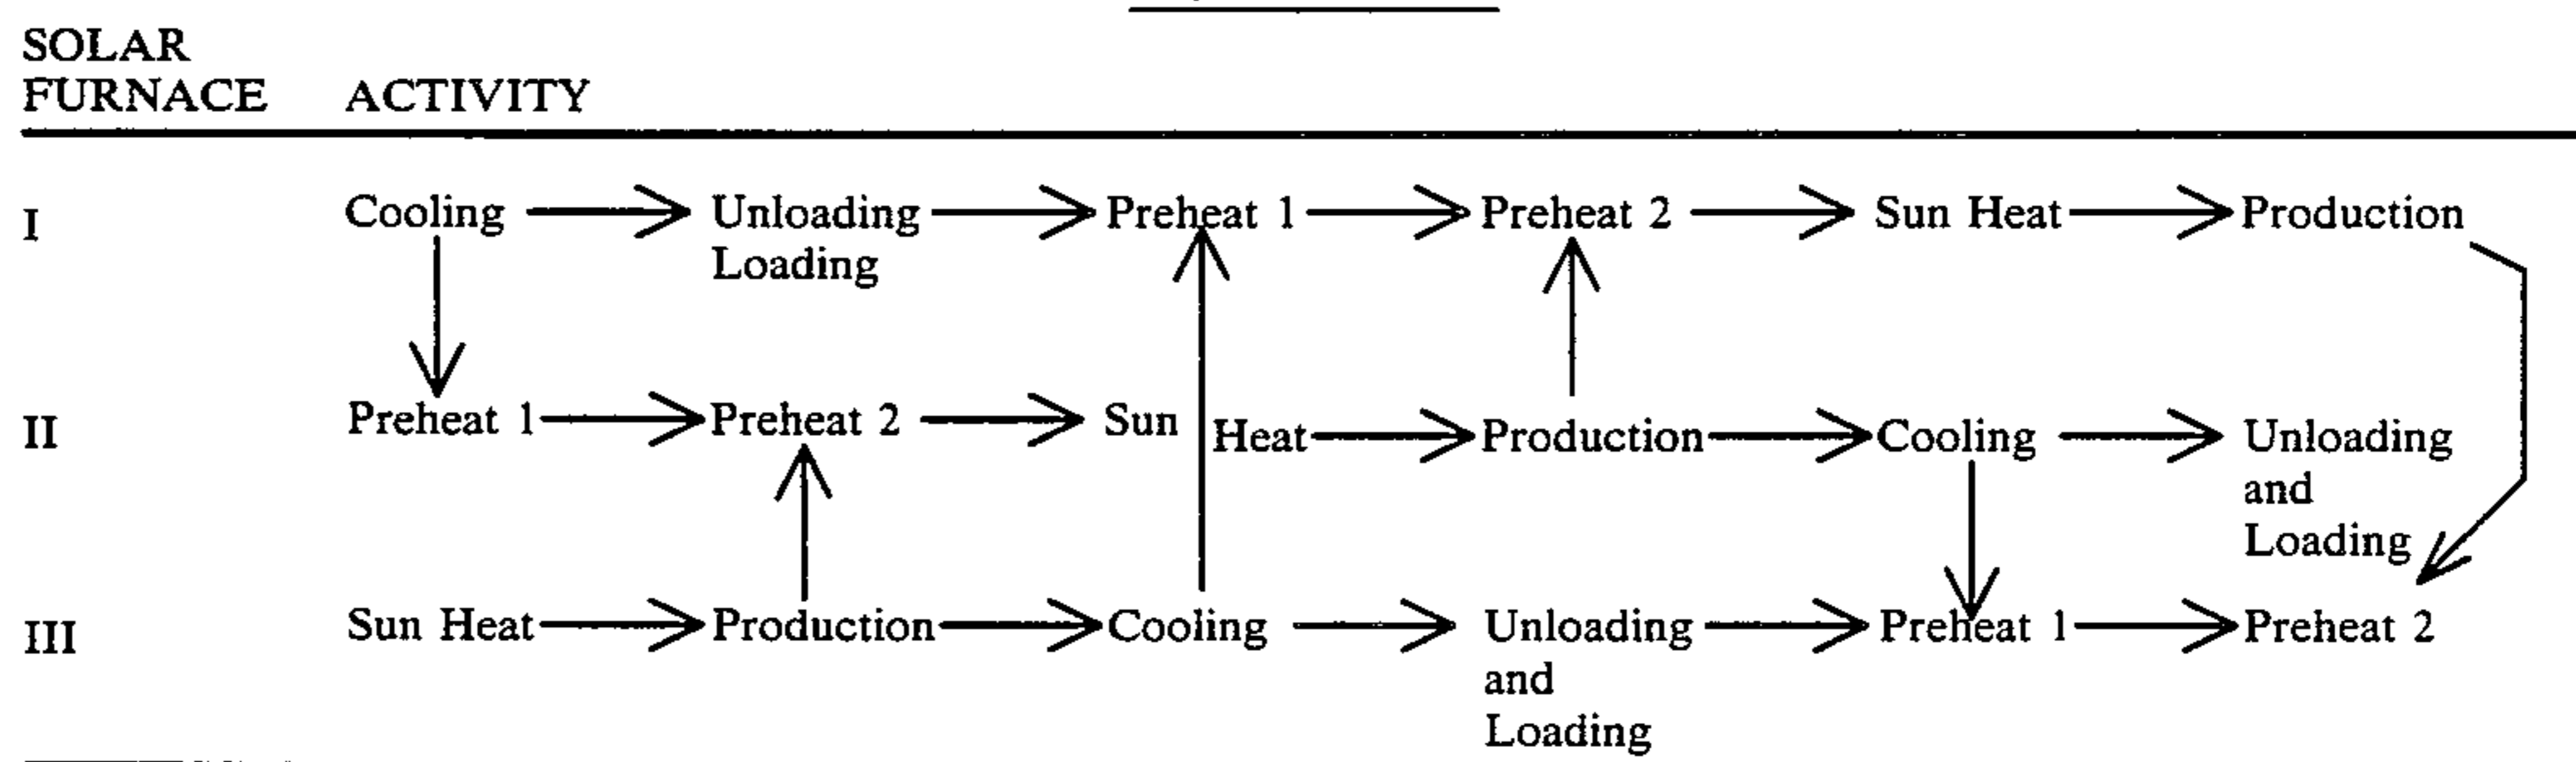 SOLAR
FURNACE ACTIVITY
I Cooling Unloading Preheat 1 Preheat 2 Sun Heat Production
Loading
II Preheat 1 Preheat 2 Sun Heat Production Cooling Unloading
and
Loading
III Sun Heat Production Cooling Unloading Preheat 1 Preheat 2
and
Loading